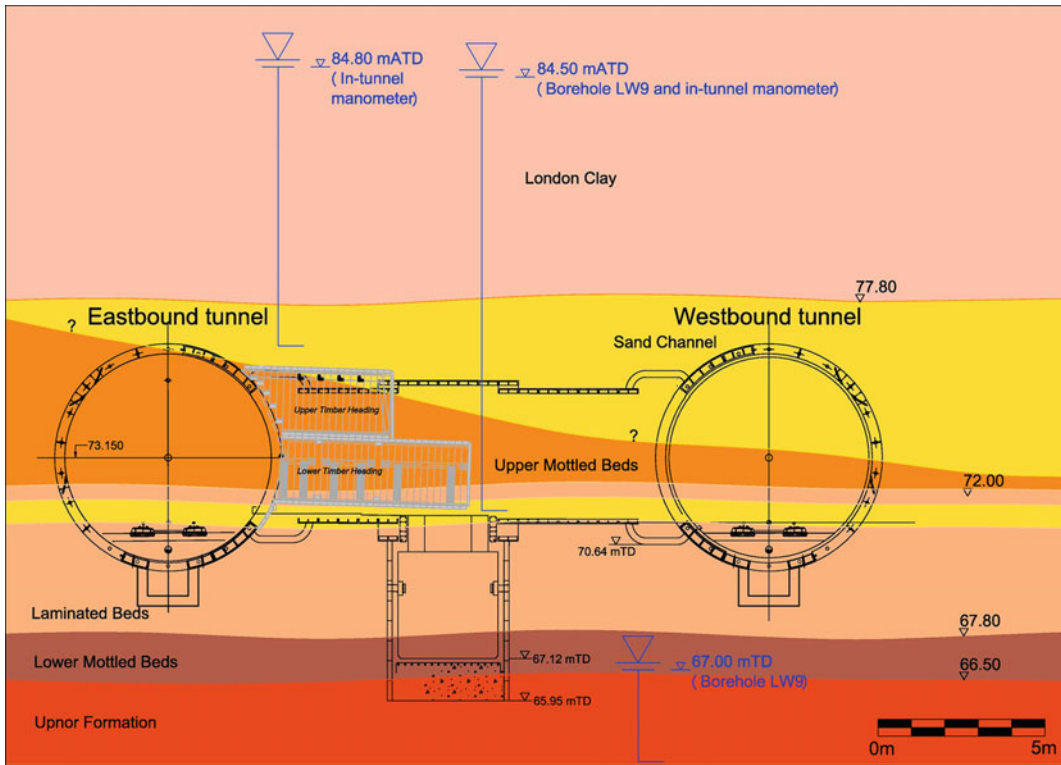 84.80 mATD
( In-tunnel
manometer)
84.50 mATD
( Borehole LW9 and in-tunnel manometer)
London Clay
77.80
?
Eastbound tunnel
Westbound tunnel
Sand Channel
Upper Timber Heading
?
73.150
Lower Timber Heading
Upper Mottled Beds
72.00
70.64 mTD
Laminated Beds
67.80
Lower Mottled Beds
67.12 mTD
67.00 mTD
( Borehole LW9)
66.50
65.95 mTD
Upnor Formation
0m
5m